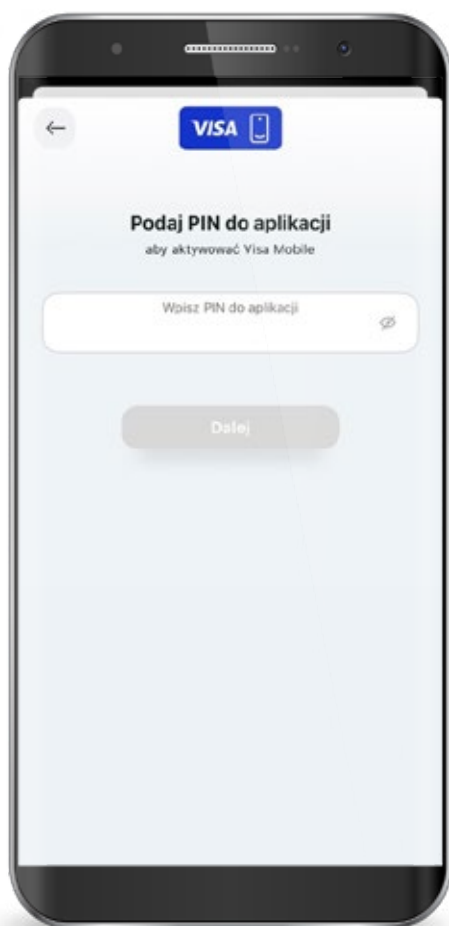 VISA
Podaj PIN do aplikacji
aby aktywować Visa Mobile
Wpisz PIN do aplikacji
Dalej